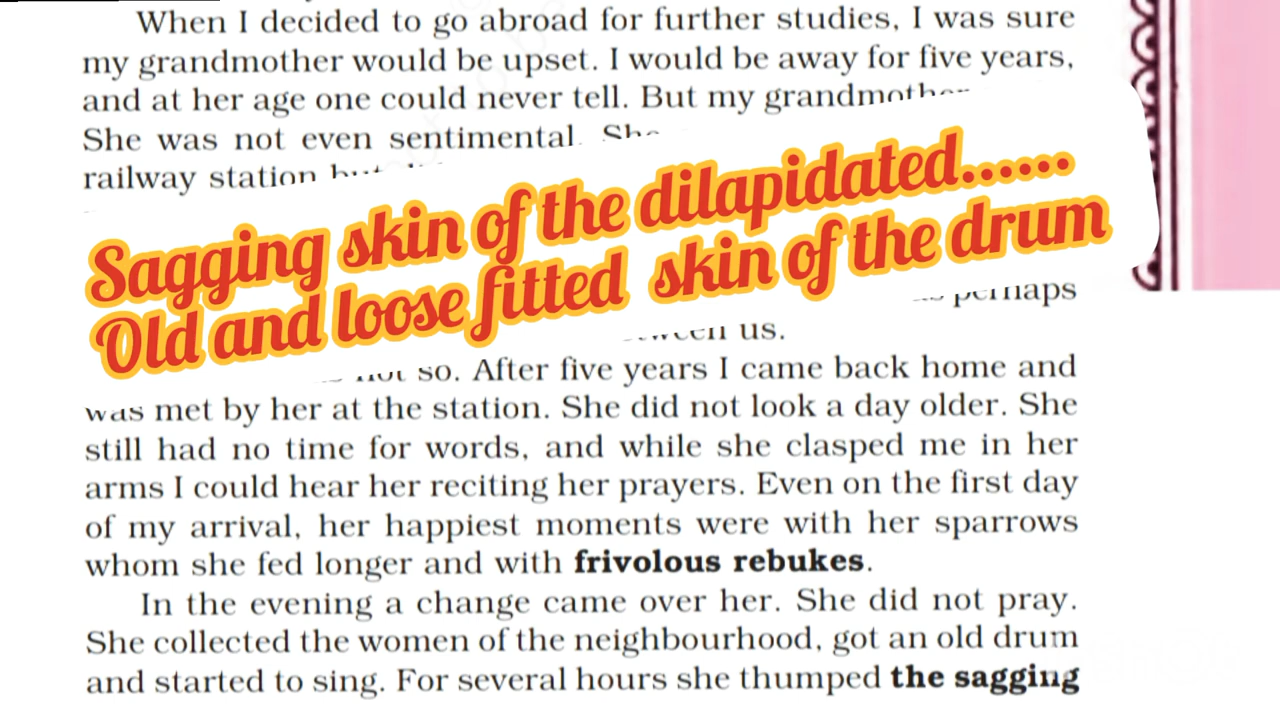 When I decided to go abroad for further studies, I was sure
my grandmother would be upset. I would be away for five years,
and at her age one could never tell. But my grandmother
She was not even sentimental. She
railway station but
Sagging skin of the dilapidated......
Old and loose fitted skin of the drum
perhaps
us.
not so. After five years I came back home and
was met by her at the station. She did not look a day older. She
still had no time for words, and while she clasped me in her
arms I could hear her reciting her prayers. Even on the first day
of my arrival, her happiest moments were with her sparrows
whom she fed longer and with frivolous rebukes.
In the evening a change came over her. She did not pray.
She collected the women of the neighbourhood, got an old drum
and started to sing. For several hours she thumped the sagging